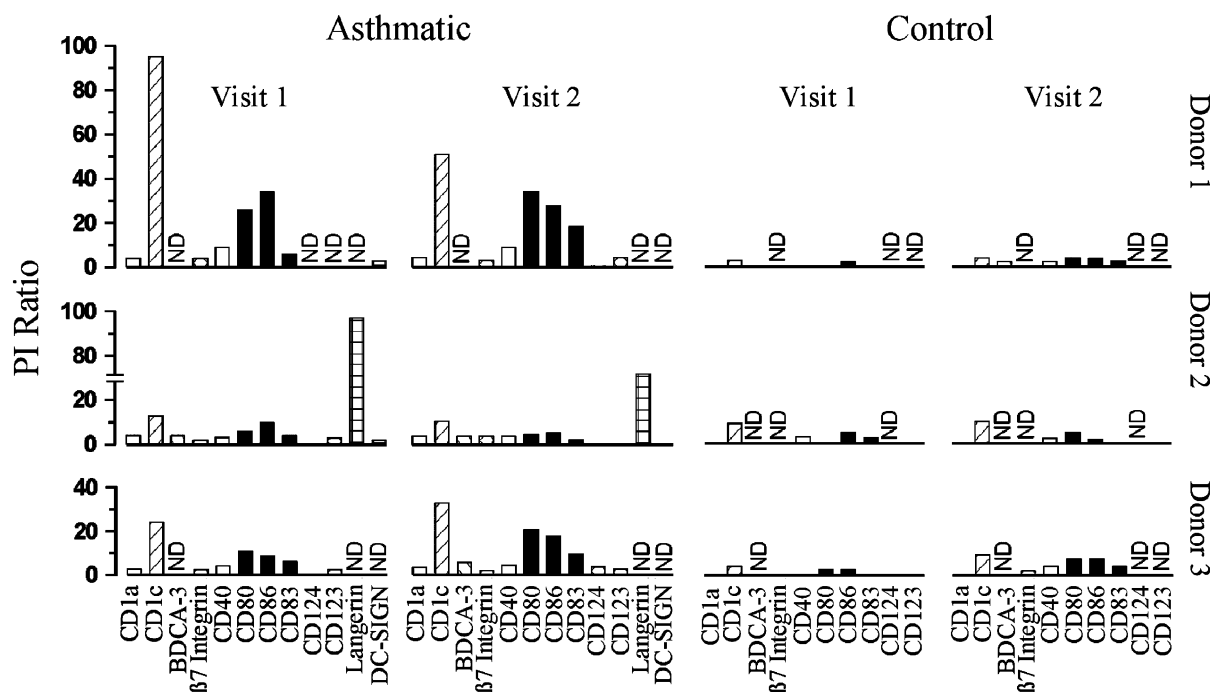 Asthmatic Control
Visit 1 Visit 2 Visit 1 Visit 2
PI Ratio
Donor 1
100
80
60
40
20
0
ND ND ND ND ND ND ND ND ND ND ND ND ND
Donor 2
100
80
20
0
ND ND ND ND ND ND
Donor 3
40
20
0
ND ND ND ND ND ND ND ND ND
CD1a
CD1c
BDCA-3
ß7 Integrin
CD40
CD80
CD86
CD83
CD124
CD123
Langerin
DC-SIGN
CD1a
CD1c
BDCA-3
ß7 Integrin
CD40
CD80
CD86
CD83
CD124
CD123
Langerin
DC-SIGN
CD1a
CD1c
BDCA-3
ß7 Integrin
CD40
CD80
CD86
CD83
CD124
CD123
CD1a
CD1c
BDCA-3
ß7 Integrin
CD40
CD80
CD86
CD83
CD124
CD123